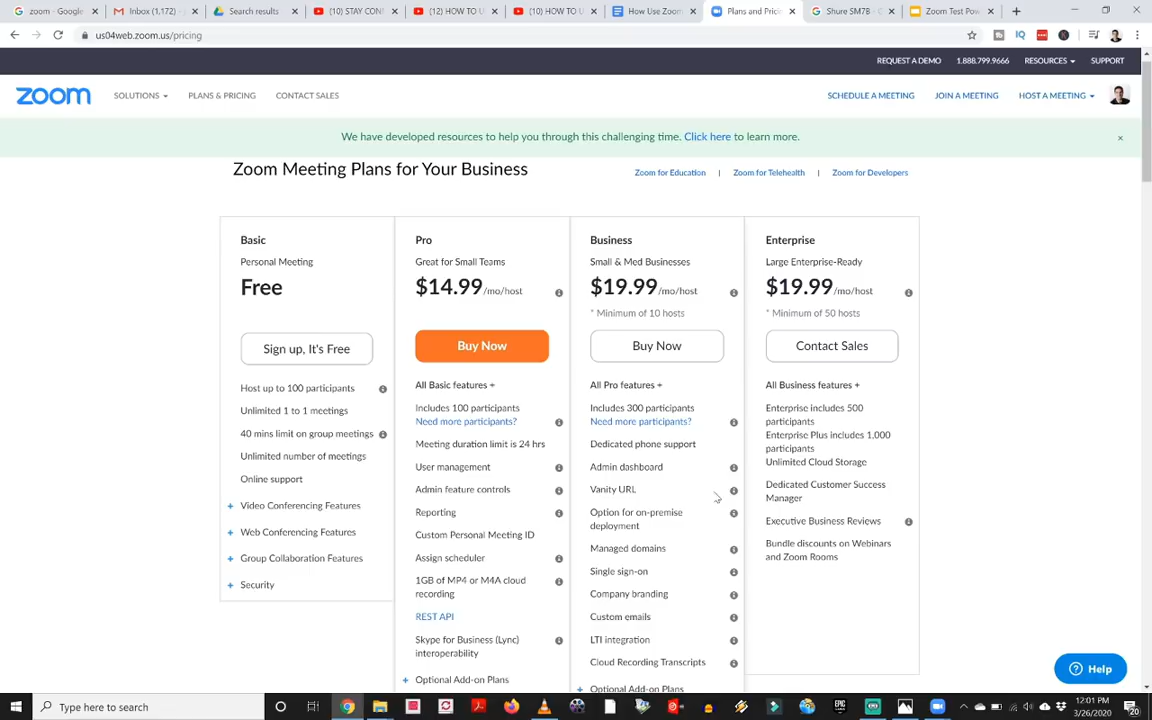 zoom - Google
Inbox (1,172)
Search results
(10) STAY CON
(12) HOW TO U
(10) HOW TO U
How Use Zoom
Plans and Prici
Shure SM7B - C
Zoom Test Pow
us04web.zoom.us/pricing
REQUEST A DEMO 1.888.799.9666 RESOURCES SUPPORT
zoom SOLUTIONS PLANS & PRICING CONTACT SALES SCHEDULE A MEETING JOIN A MEETING HOST A MEETING
We have developed resources to help you through this challenging time. Click here to learn more. ×
Zoom Meeting Plans for Your Business
Zoom for Education | Zoom for Telehealth | Zoom for Developers
Basic
Personal Meeting
Free
Sign up, It's Free
Host up to 100 participants
Unlimited 1 to 1 meetings
40 mins limit on group meetings
Unlimited number of meetings
Online support
+ Video Conferencing Features
+ Web Conferencing Features
+ Group Collaboration Features
+ Security
Pro
Great for Small Teams
$14.99 /mo/host
Buy Now
All Basic features +
Includes 100 participants
Need more participants?
Meeting duration limit is 24 hrs
User management
Admin feature controls
Reporting
Custom Personal Meeting ID
Assign scheduler
1GB of MP4 or M4A cloud
recording
REST API
Skype for Business (Lync)
interoperability
+ Optional Add-on Plans
Business
Small & Med Businesses
$19.99 /mo/host
* Minimum of 10 hosts
Buy Now
All Pro features +
Includes 300 participants
Need more participants?
Dedicated phone support
Admin dashboard
Vanity URL
Option for on-premise
deployment
Managed domains
Single sign-on
Company branding
Custom emails
LTI integration
Cloud Recording Transcripts
+ Optional Add-on Plans
Enterprise
Large Enterprise-Ready
$19.99 /mo/host
* Minimum of 50 hosts
Contact Sales
All Business features +
Enterprise includes 500
participants
Enterprise Plus includes 1,000
participants
Unlimited Cloud Storage
Dedicated Customer Success
Manager
Executive Business Reviews
Bundle discounts on Webinars
and Zoom Rooms
Help
Type here to search
12:01 PM
3/26/2020
20